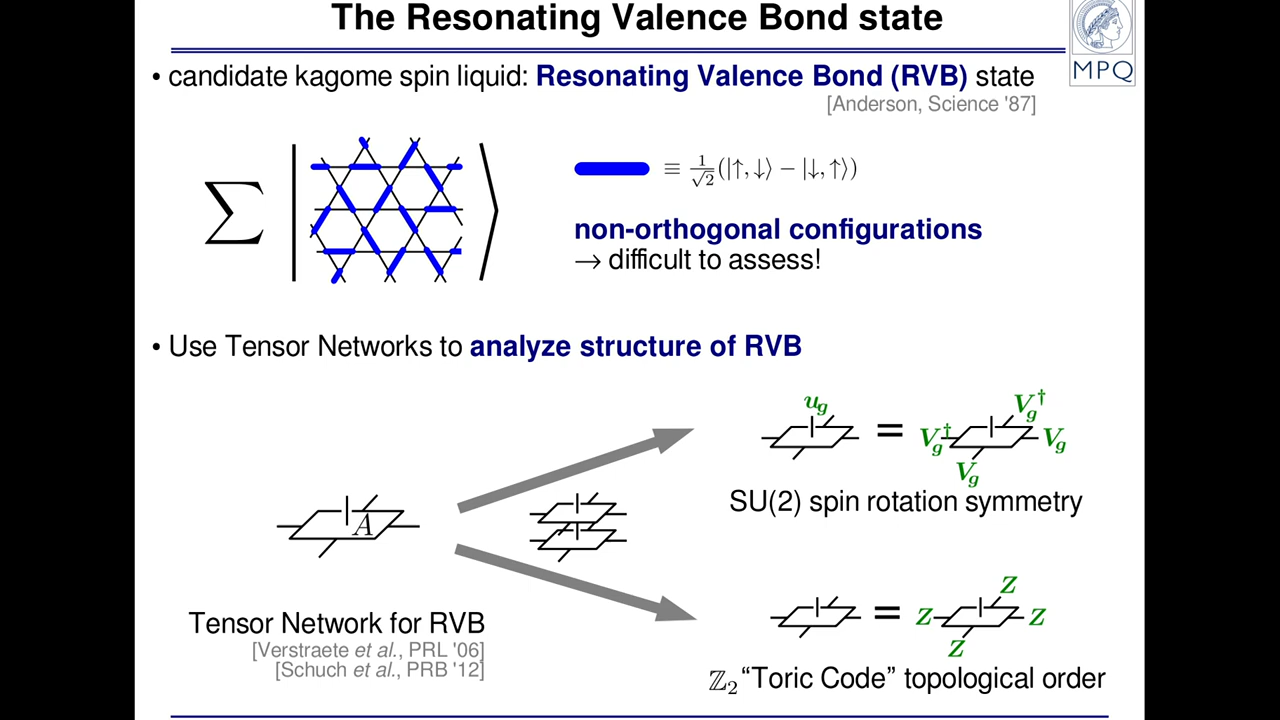 The Resonating Valence Bond state
MPQ
• candidate kagome spin liquid: Resonating Valence Bond (RVB) state
[Anderson, Science '87]
∑ | ⟩
≡ 1/√2 (|↑,↓⟩ − |↓,↑⟩)
non-orthogonal configurations
→ difficult to assess!
• Use Tensor Networks to analyze structure of RVB
u_g = V_g† V_g† V_g V_g
SU(2) spin rotation symmetry
A
Tensor Network for RVB
[Verstraete et al., PRL '06]
[Schuch et al., PRB '12]
= Z Z Z Z
ℤ₂ “Toric Code” topological order